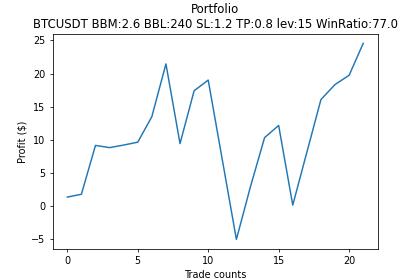 Portfolio
BTCUSDT BBM:2.6 BBL:240 SL:1.2 TP:0.8 lev:15 WinRatio:77.0
25
20
15
10
5
0
−5
Profit ($)
0 5 10 15 20
Trade counts